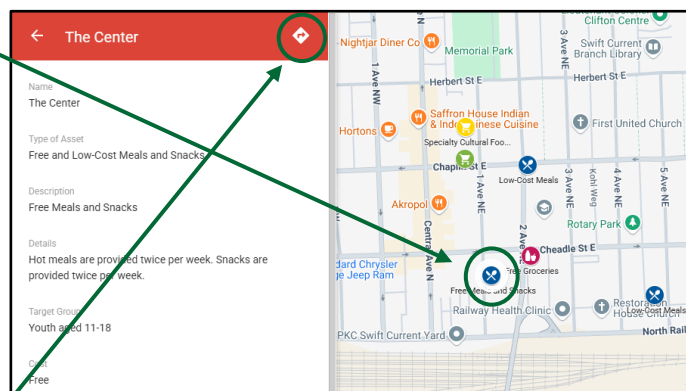 The Center
Name
The Center
Type of Asset
Free and Low-Cost Meals and Snacks
Description
Free Meals and Snacks
Details
Hot meals are provided twice per week. Snacks are
provided twice per week.
Target Group
Youth aged 11-18
Cost
Free
Clifton Centre
Nightjar Diner Co
Memorial Park
3 Ave NE
Swift Current
Branch Library
1 Ave NW
Herbert St E
Herbert St E
Saffron House Indian
& Indo
inese Cuisine
Hortons
First United Church
Specialty Cultural Foo...
Chaplin St E
Low-Cost Meals
1 Ave NE
3 Ave NE
Kohl Weg
4 Ave NE
5 Ave NE
Akropol
Central Ave N
2 Ave
Rotary Park
Cheadle St E
dard Chrysler
ge Jeep Ram
Free Groceries
Free Meals and Snacks
Railway Health Clinic
Restoration
House Church
Low-Cost Meals
PKC Swift Current Yard
North Rail